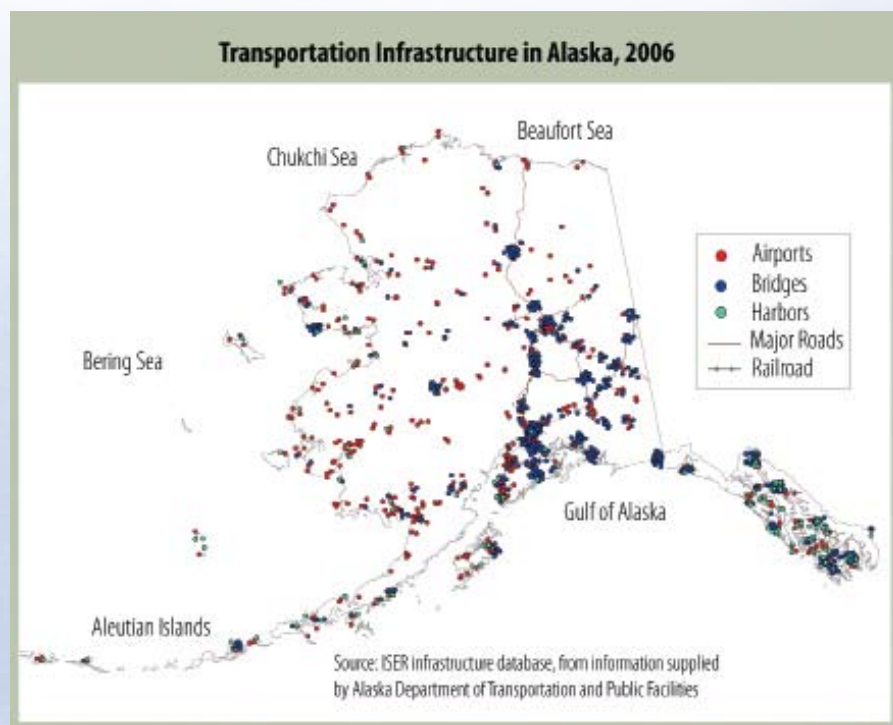 Transportation Infrastructure in Alaska, 2006
Beaufort Sea
Chukchi Sea
Airports
Bridges
Harbors
Major Roads
Railroad
Bering Sea
Gulf of Alaska
Aleutian Islands
Source: ISER infrastructure database, from information supplied
by Alaska Department of Transportation and Public Facilities